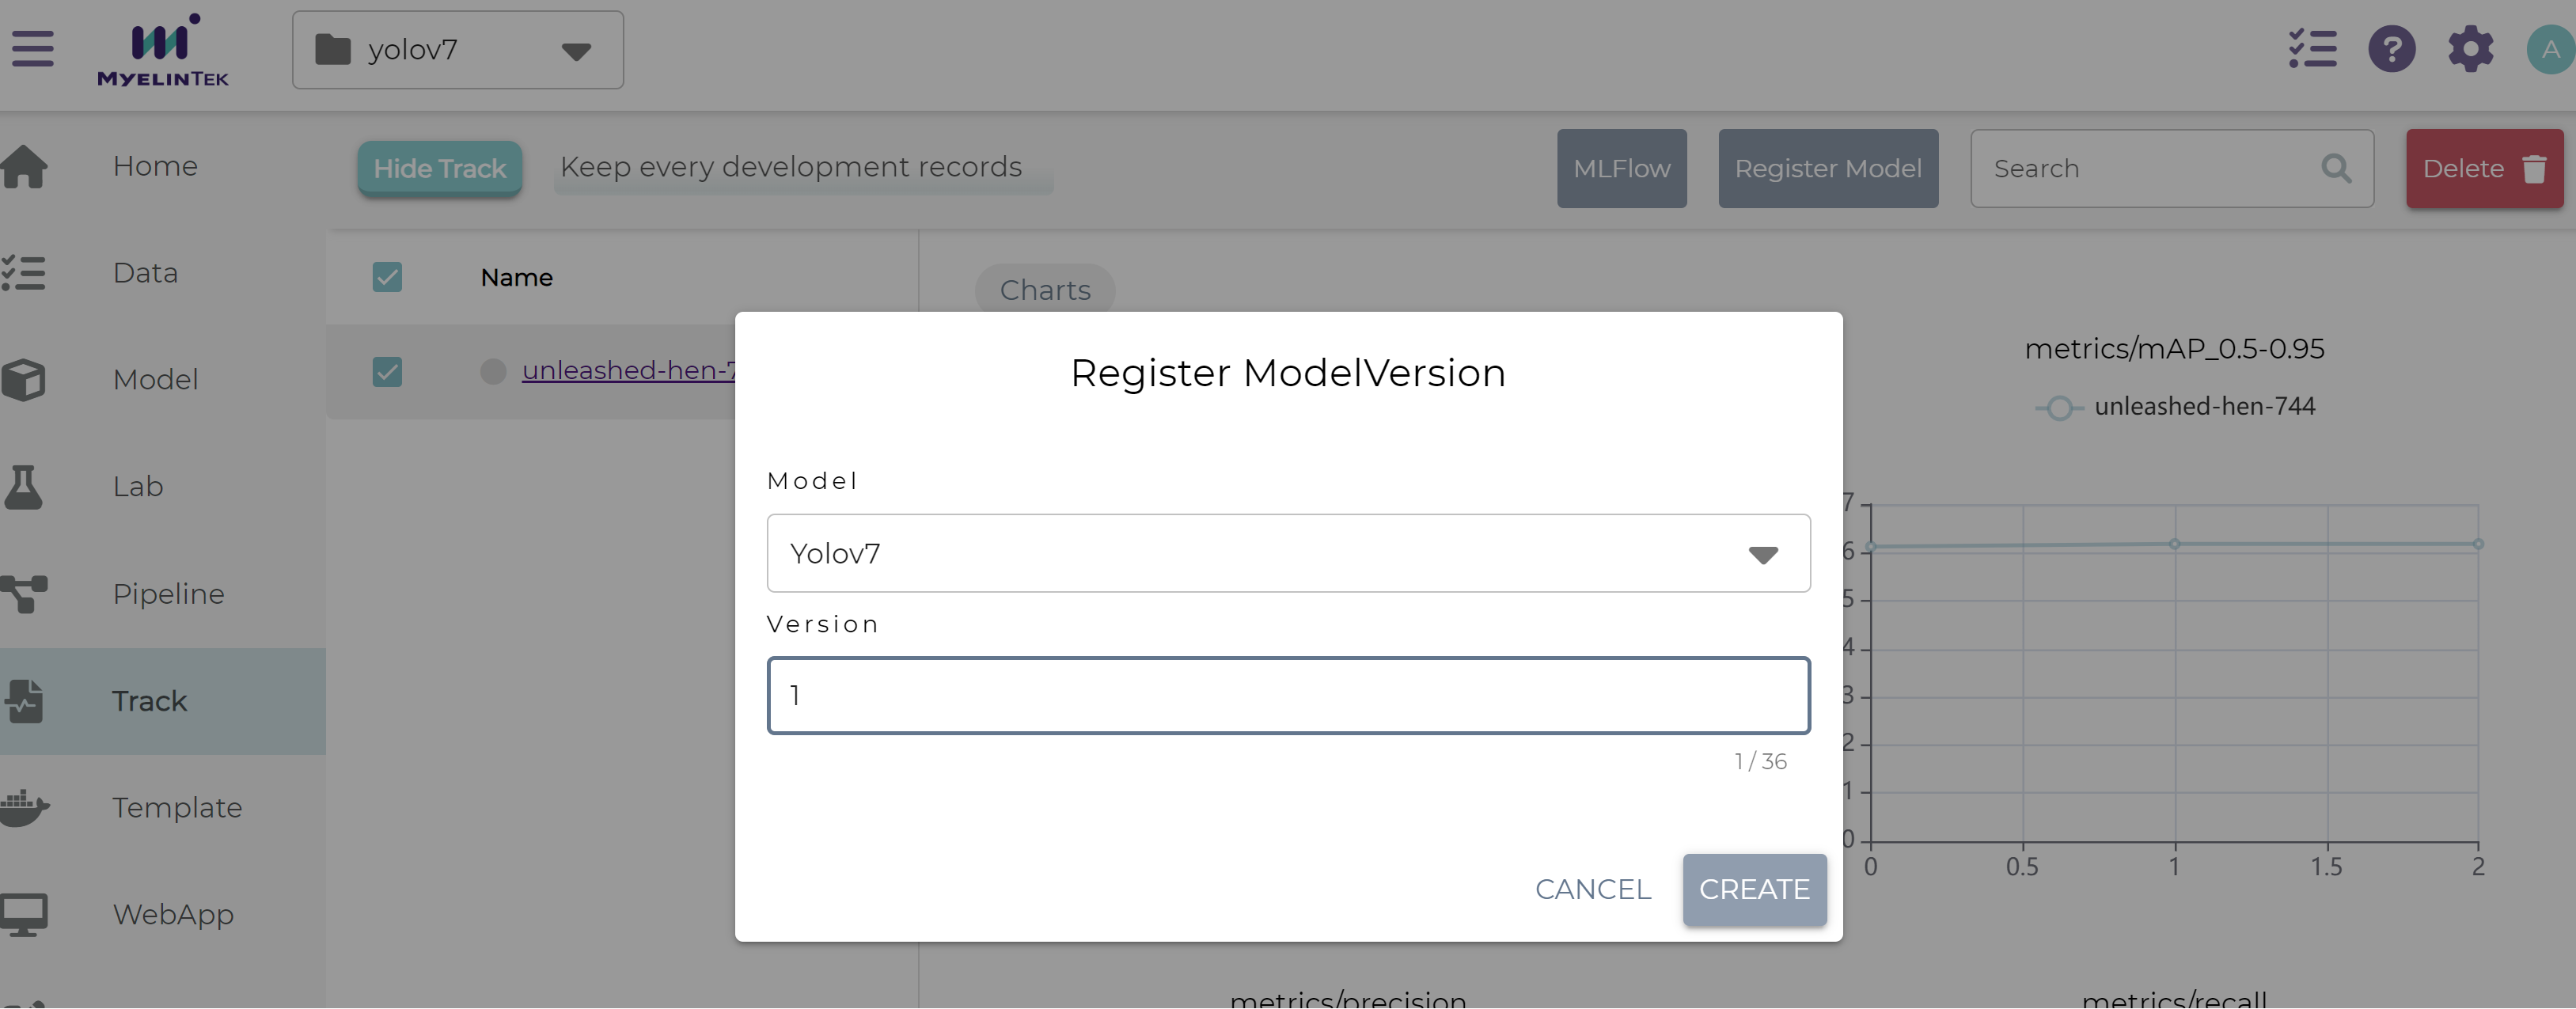 MYELINTEK
yolov7
?
A
Home
Data
Model
Lab
Pipeline
Track
Template
WebApp
Hide Track
Keep every development records
MLFlow
Register Model
Search
Delete
Name
unleashed-hen-7
Charts
Register ModelVersion
Model
Yolov7
Version
1
1 / 36
CANCEL
CREATE
metrics/mAP_0.5-0.95
unleashed-hen-744
7
6
5
4
3
2
1
0
0 0.5 1 1.5 2
metrics/precision
metrics/recall